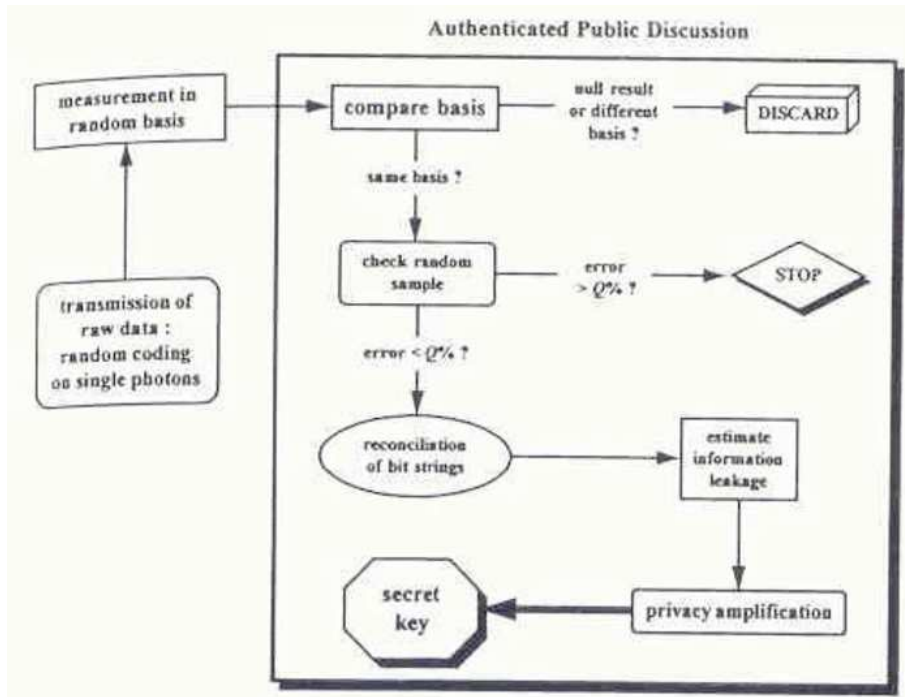 Authenticated Public Discussion
measurement in
random basis
compare basis
null result
or different
basis ?
DISCARD
same basis ?
check random
sample
error
> Q% ?
STOP
transmission of
raw data :
random coding
on single photons
error < Q% ?
reconciliation
of bit strings
estimate
information
leakage
secret
key
privacy amplification